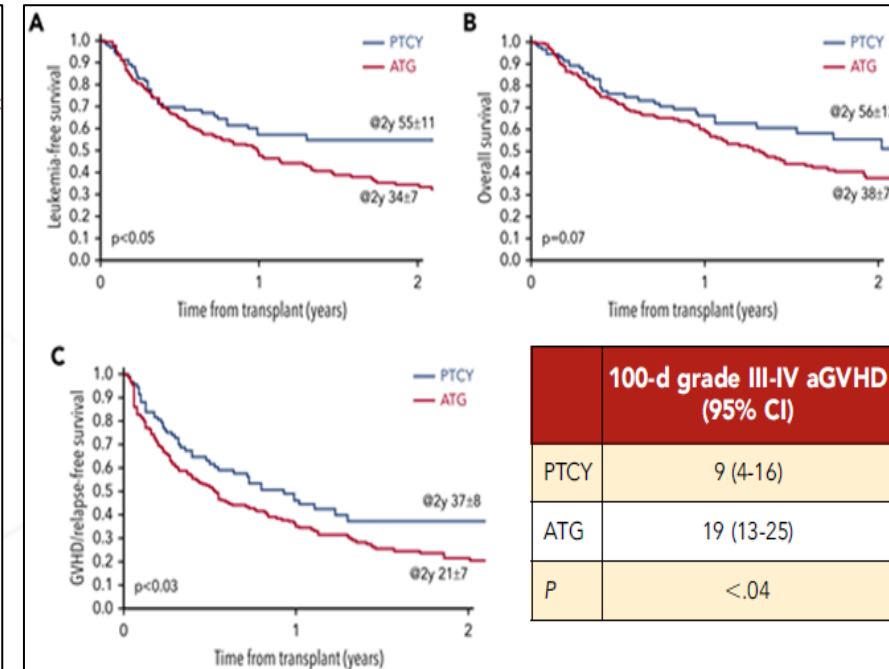 A
PTCY
ATG
Leukemia-free survival
1.0
0.9
0.8
0.7
0.6
0.5
0.4
0.3
0.2
0.1
0.0
@2y 55±11
@2y 34±7
p<0.05
0
1
2
Time from transplant (years)
B
PTCY
ATG
Overall survival
1.0
0.9
0.8
0.7
0.6
0.5
0.4
0.3
0.2
0.1
0.0
@2y 56±1
@2y 38±7
p=0.07
0
1
2
Time from transplant (years)
C
PTCY
ATG
GVHD/relapse-free survival
1.0
0.9
0.8
0.7
0.6
0.5
0.4
0.3
0.2
0.1
0.0
@2y 37±8
@2y 21±7
p<0.03
0
1
2
Time from transplant (years)
100-d grade III-IV aGVHD
(95% CI)
PTCY 9 (4-16)
ATG 19 (13-25)
P <.04